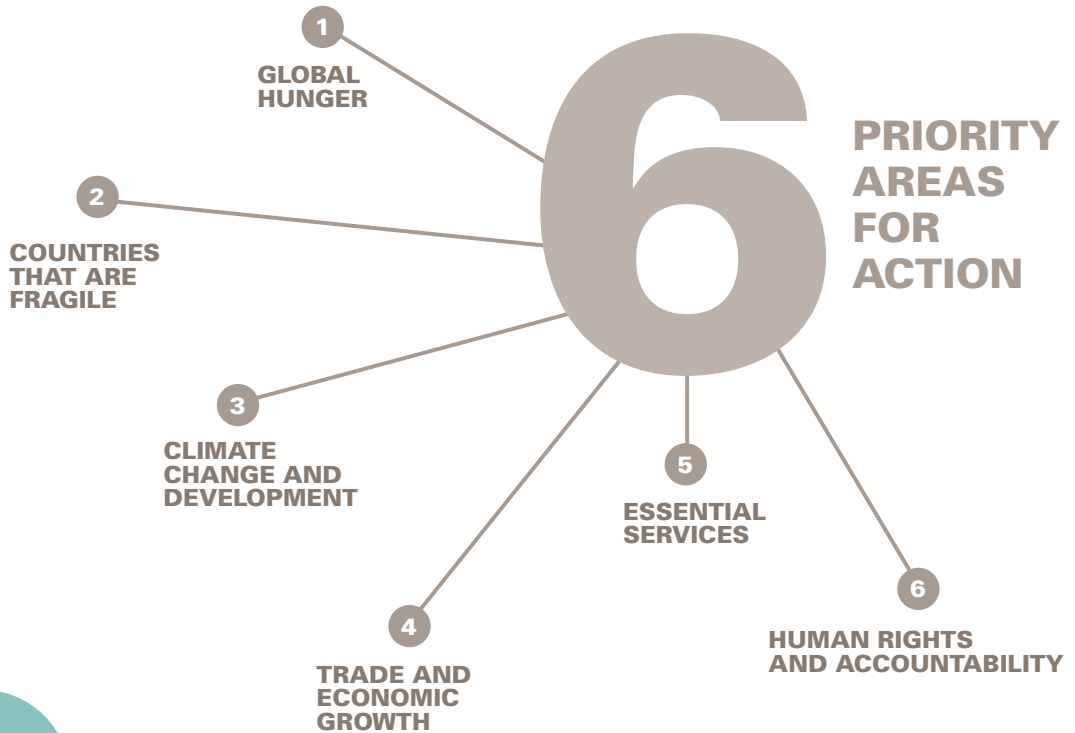 6
PRIORITY
AREAS
FOR
ACTION
1
GLOBAL
HUNGER
2
COUNTRIES
THAT ARE
FRAGILE
3
CLIMATE
CHANGE AND
DEVELOPMENT
4
TRADE AND
ECONOMIC
GROWTH
5
ESSENTIAL
SERVICES
6
HUMAN RIGHTS
AND ACCOUNTABILITY